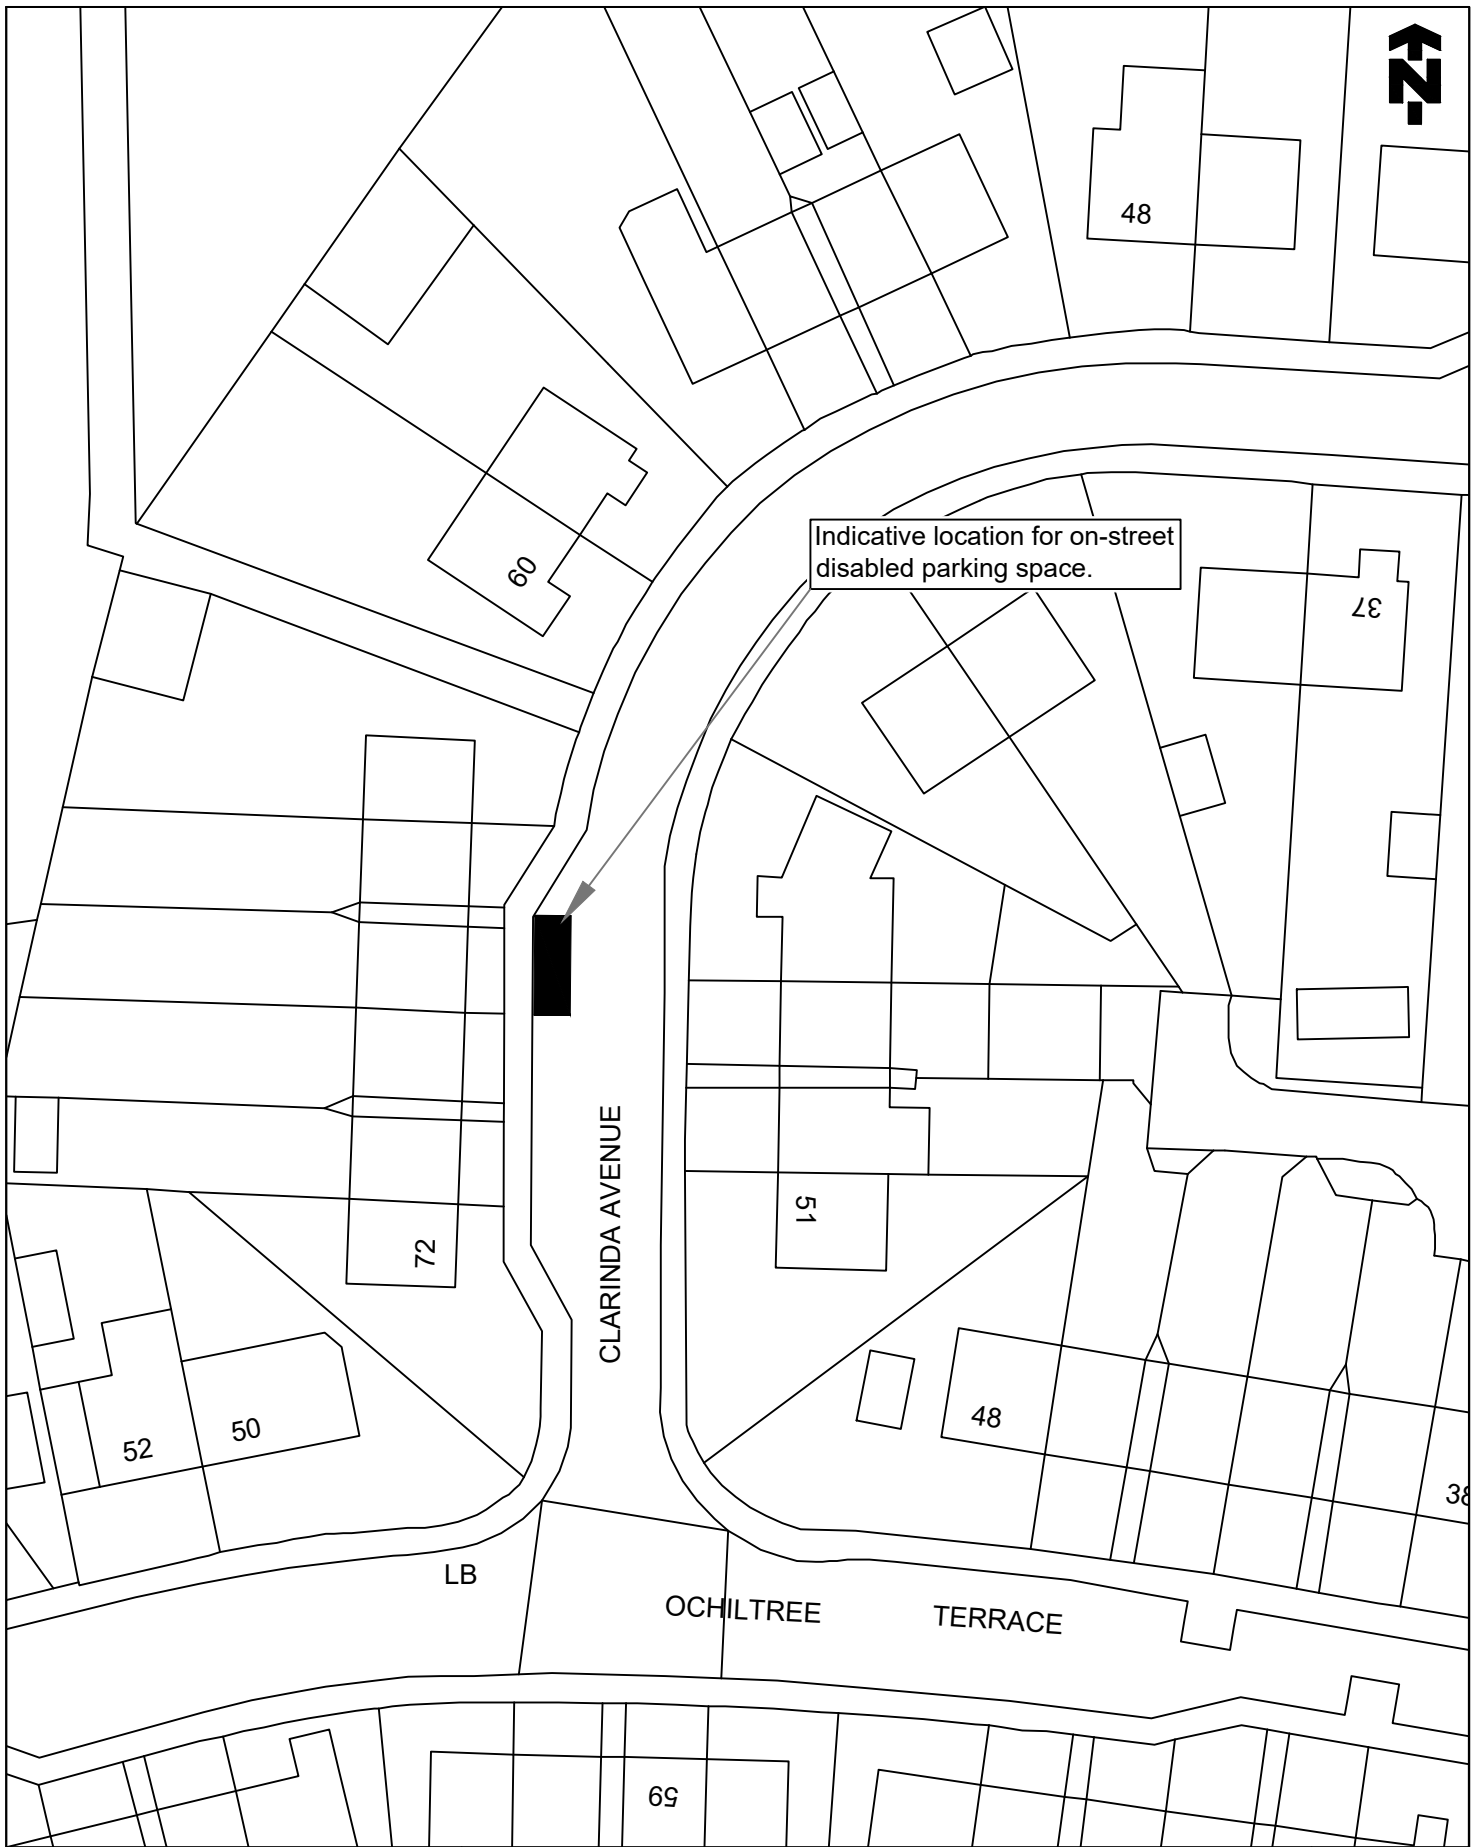 N
48
60
Indicative location for on-street
disabled parking space.
37
CLARINDA AVENUE
51
72
48
52
50
38
LB
OCHILTREE TERRACE
59